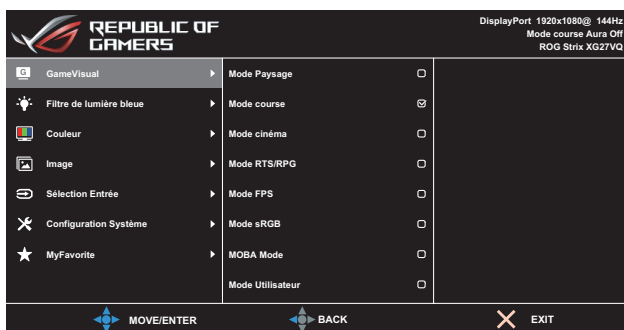 REPUBLIC OF
GAMERS
DisplayPort 1920x1080@ 144Hz
Mode course Aura Off
ROG Strix XG27VQ
G GameVisual
Filtre de lumière bleue
Couleur
Image
Sélection Entrée
Configuration Système
MyFavorite
Mode Paysage
Mode course
Mode cinéma
Mode RTS/RPG
Mode FPS
Mode sRGB
MOBA Mode
Mode Utilisateur
MOVE/ENTER
BACK
EXIT